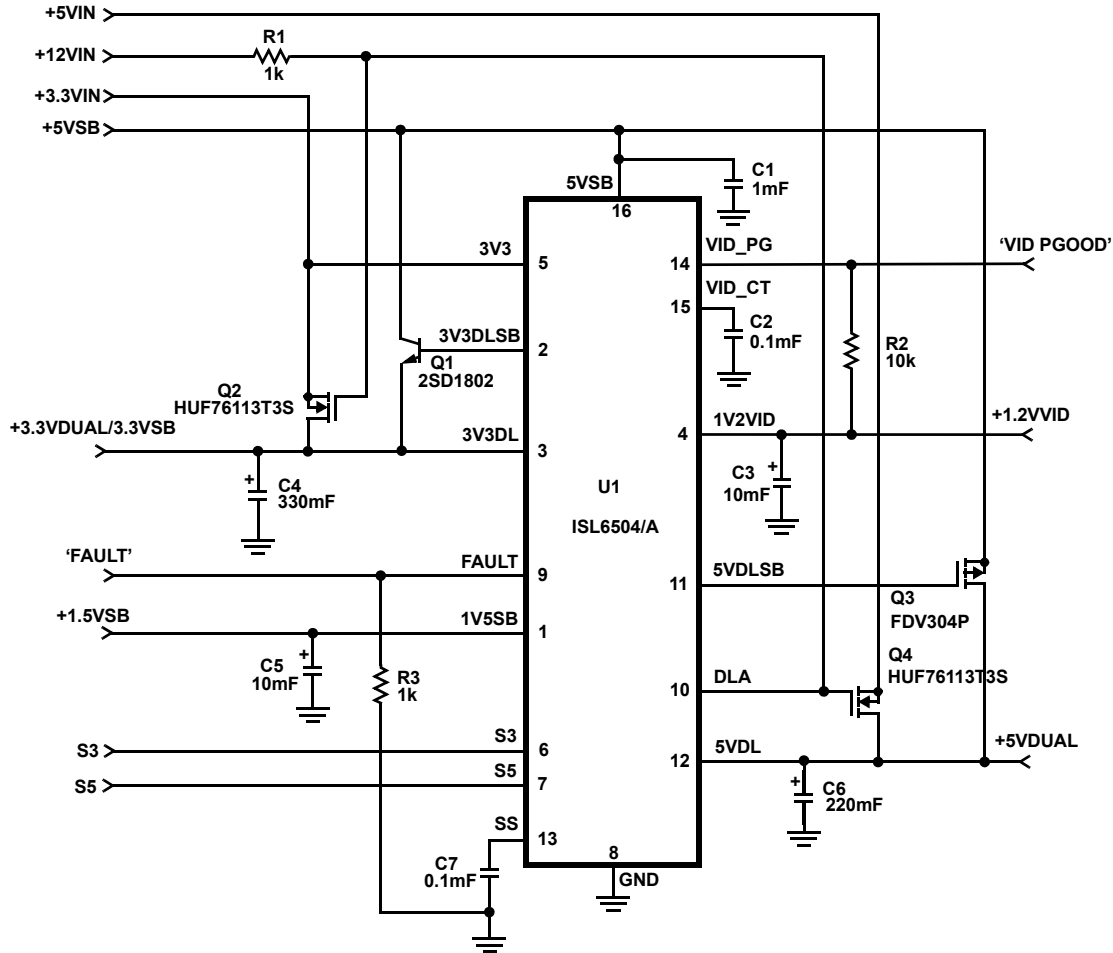 +5VIN
+12VIN
R1
1k
+3.3VIN
+5VSB
C1
1mF
5VSB
16
3V3
5
VID_PG
14
'VID PGOOD'
VID_CT
15
C2
0.1mF
R2
10k
3V3DLSB
2
Q1
2SD1802
Q2
HUF76113T3S
+3.3VDUAL/3.3VSB
3V3DL
3
1V2VID
4
+1.2VVID
C4
330mF
C3
10mF
U1
ISL6504/A
'FAULT'
FAULT
9
5VDLSB
11
Q3
FDV304P
+1.5VSB
1V5SB
1
C5
10mF
R3
1k
Q4
HUF76113T3S
DLA
10
S3
S3
6
5VDL
12
+5VDUAL
S5
S5
7
C6
220mF
SS
13
C7
0.1mF
8
GND